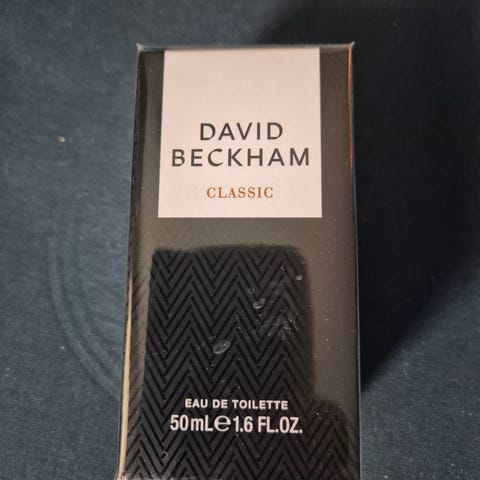 DAVID
BECKHAM
CLASSIC
EAU DE TOILETTE
50mL℮1.6 FL.OZ.